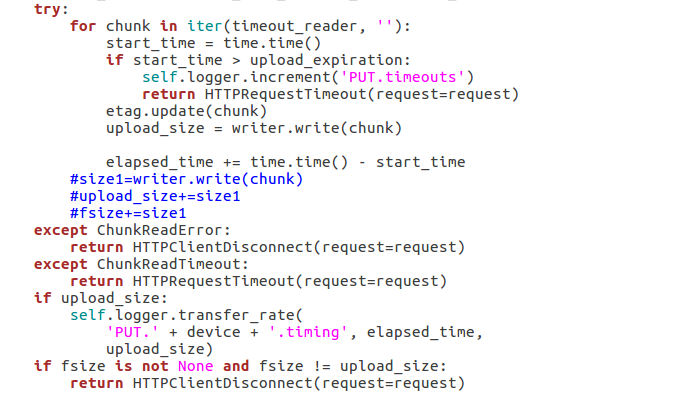 try:
    for chunk in iter(timeout_reader, ''):
        start_time = time.time()
        if start_time > upload_expiration:
            self.logger.increment('PUT.timeouts')
            return HTTPRequestTimeout(request=request)
        etag.update(chunk)
        upload_size = writer.write(chunk)

        elapsed_time += time.time() - start_time
    #size1=writer.write(chunk)
    #upload_size+=size1
    #fsize+=size1
except ChunkReadError:
    return HTTPClientDisconnect(request=request)
except ChunkReadTimeout:
    return HTTPRequestTimeout(request=request)
if upload_size:
    self.logger.transfer_rate(
        'PUT.' + device + '.timing', elapsed_time,
        upload_size)
if fsize is not None and fsize != upload_size:
    return HTTPClientDisconnect(request=request)